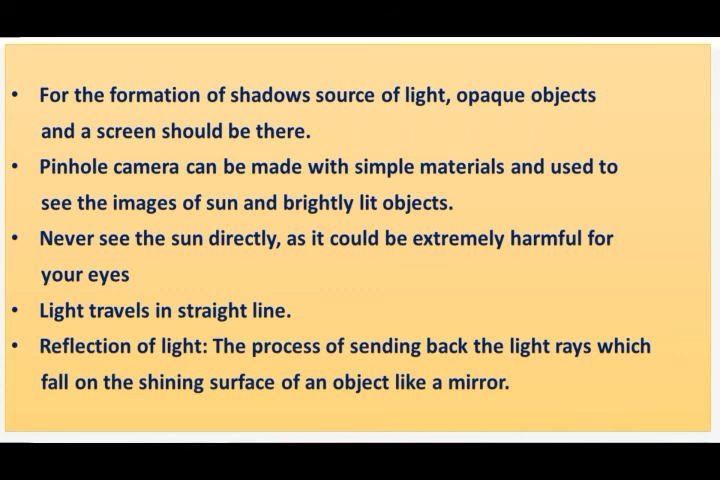 • For the formation of shadows source of light, opaque objects
and a screen should be there.
• Pinhole camera can be made with simple materials and used to
see the images of sun and brightly lit objects.
• Never see the sun directly, as it could be extremely harmful for
your eyes
• Light travels in straight line.
• Reflection of light: The process of sending back the light rays which
fall on the shining surface of an object like a mirror.